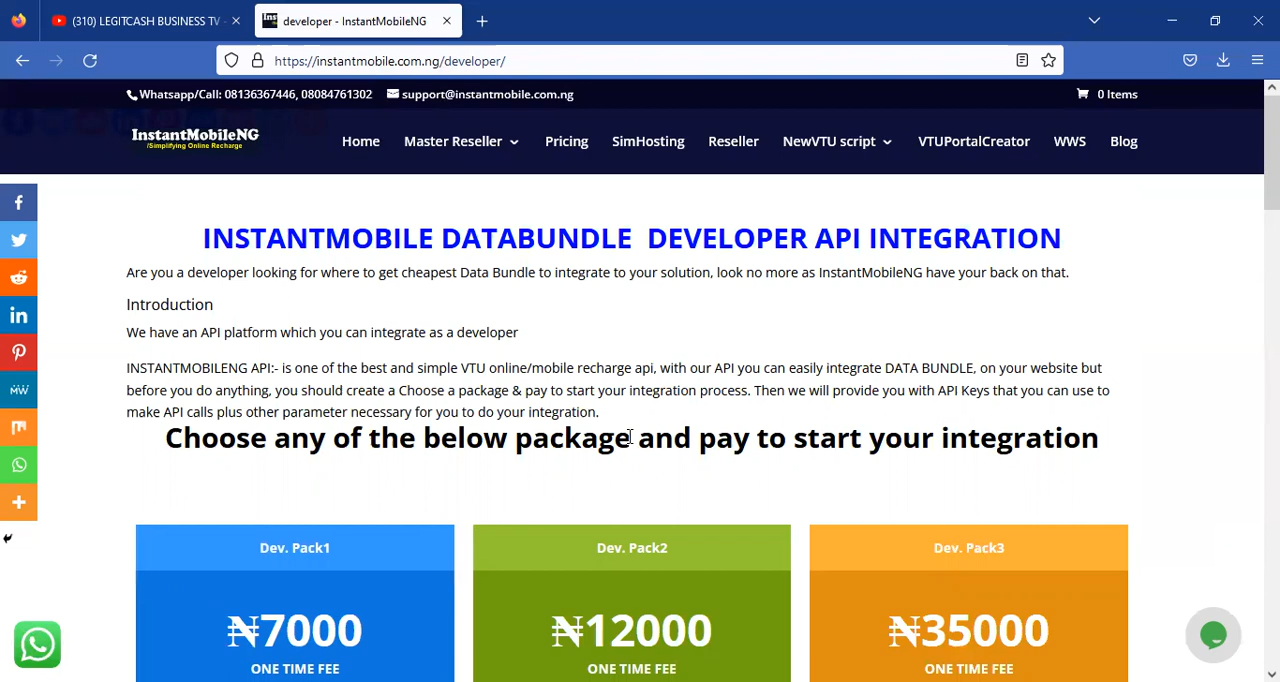 (310) LEGITCASH BUSINESS TV -
developer - InstantMobileNG
https://instantmobile.com.ng/developer/
Whatsapp/Call: 08136367446, 08084761302
support@instantmobile.com.ng
0 Items
InstantMobileNG
/Simplifying Online Recharge
Home
Master Reseller
Pricing
SimHosting
Reseller
NewVTU script
VTUPortalCreator
WWS
Blog
INSTANTMOBILE DATABUNDLE DEVELOPER API INTEGRATION
Are you a developer looking for where to get cheapest Data Bundle to integrate to your solution, look no more as InstantMobileNG have your back on that.
Introduction
We have an API platform which you can integrate as a developer
INSTANTMOBILENG API:- is one of the best and simple VTU online/mobile recharge api, with our API you can easily integrate DATA BUNDLE, on your website but
before you do anything, you should create a Choose a package & pay to start your integration process. Then we will provide you with API Keys that you can use to
make API calls plus other parameter necessary for you to do your integration.
Choose any of the below package and pay to start your integration
Dev. Pack1
₦7000
ONE TIME FEE
Dev. Pack2
₦12000
ONE TIME FEE
Dev. Pack3
₦35000
ONE TIME FEE